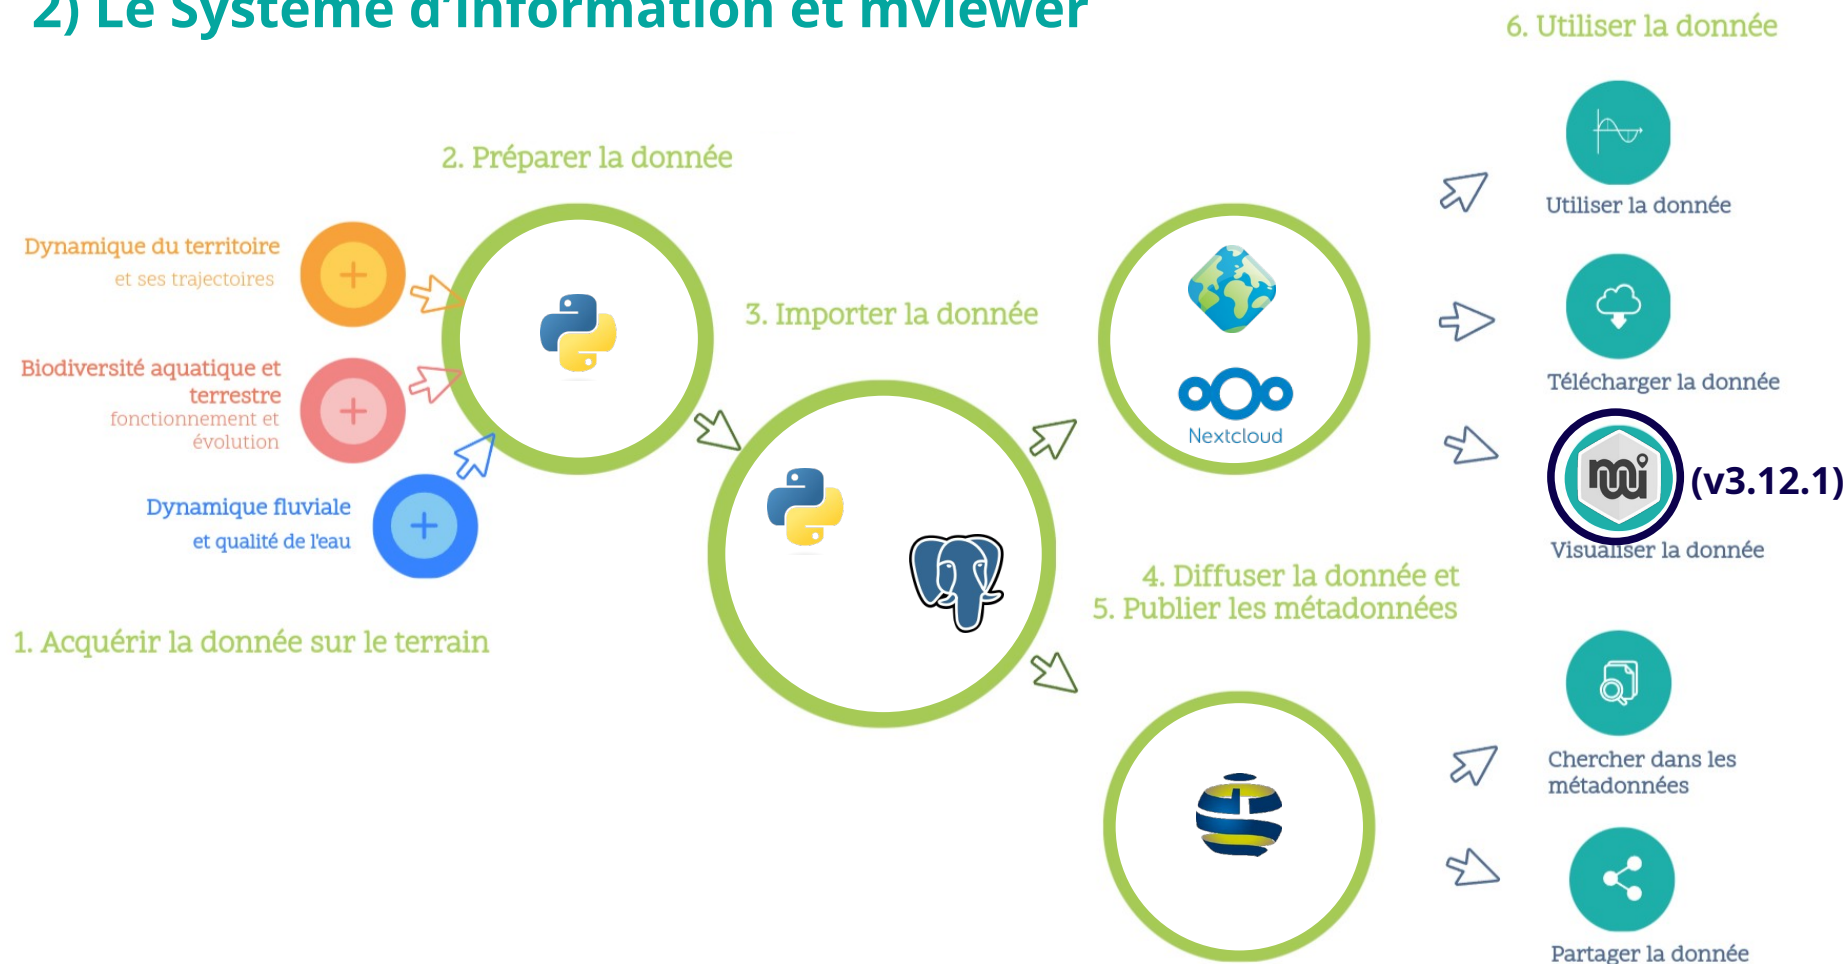 2) Le Système d'information et mviewer
6. Utiliser la donnée
2. Préparer la donnée
Utiliser la donnée
Dynamique du territoire
et ses trajectoires
3. Importer la donnée
Biodiversité aquatique et
terrestre
fonctionnement et
évolution
Télécharger la donnée
Nextcloud
(v3.12.1)
Dynamique fluviale
et qualité de l'eau
Visualiser la donnée
4. Diffuser la donnée et
5. Publier les métadonnées
1. Acquérir la donnée sur le terrain
Chercher dans les
métadonnées
Partager la donnée